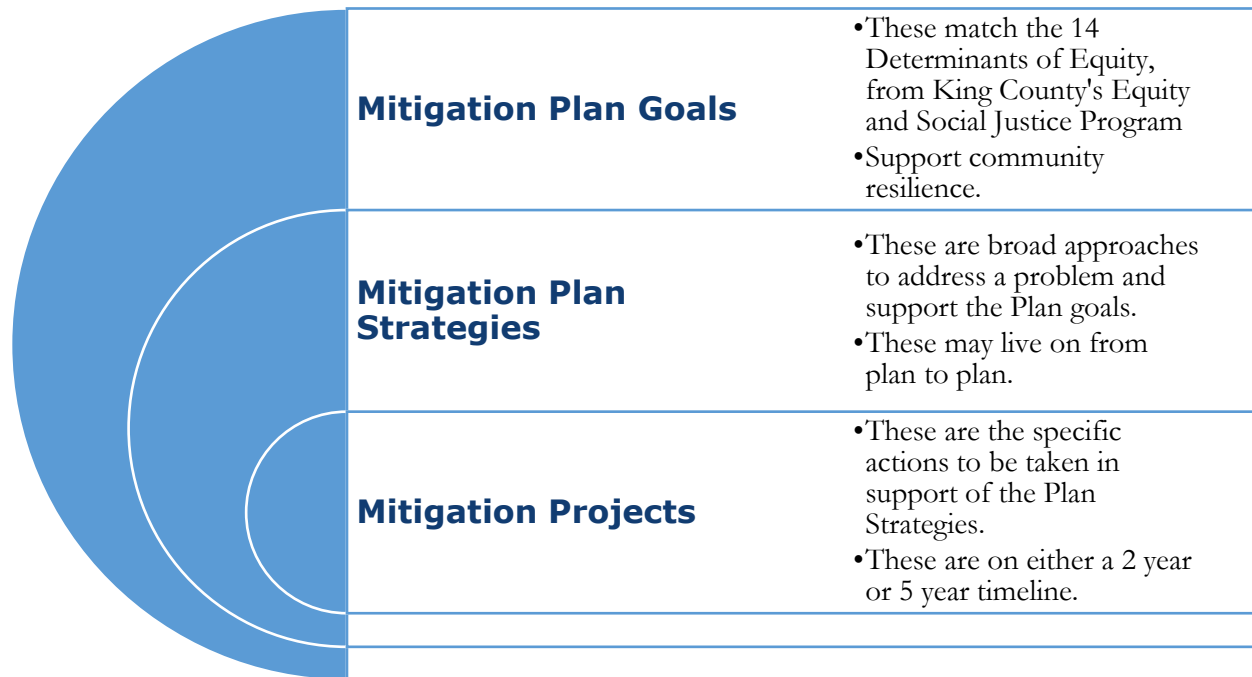 Mitigation Plan Goals
•These match the 14
Determinants of Equity,
from King County's Equity
and Social Justice Program
•Support community
resilience.
Mitigation Plan
Strategies
•These are broad approaches
to address a problem and
support the Plan goals.
•These may live on from
plan to plan.
Mitigation Projects
•These are the specific
actions to be taken in
support of the Plan
Strategies.
•These are on either a 2 year
or 5 year timeline.